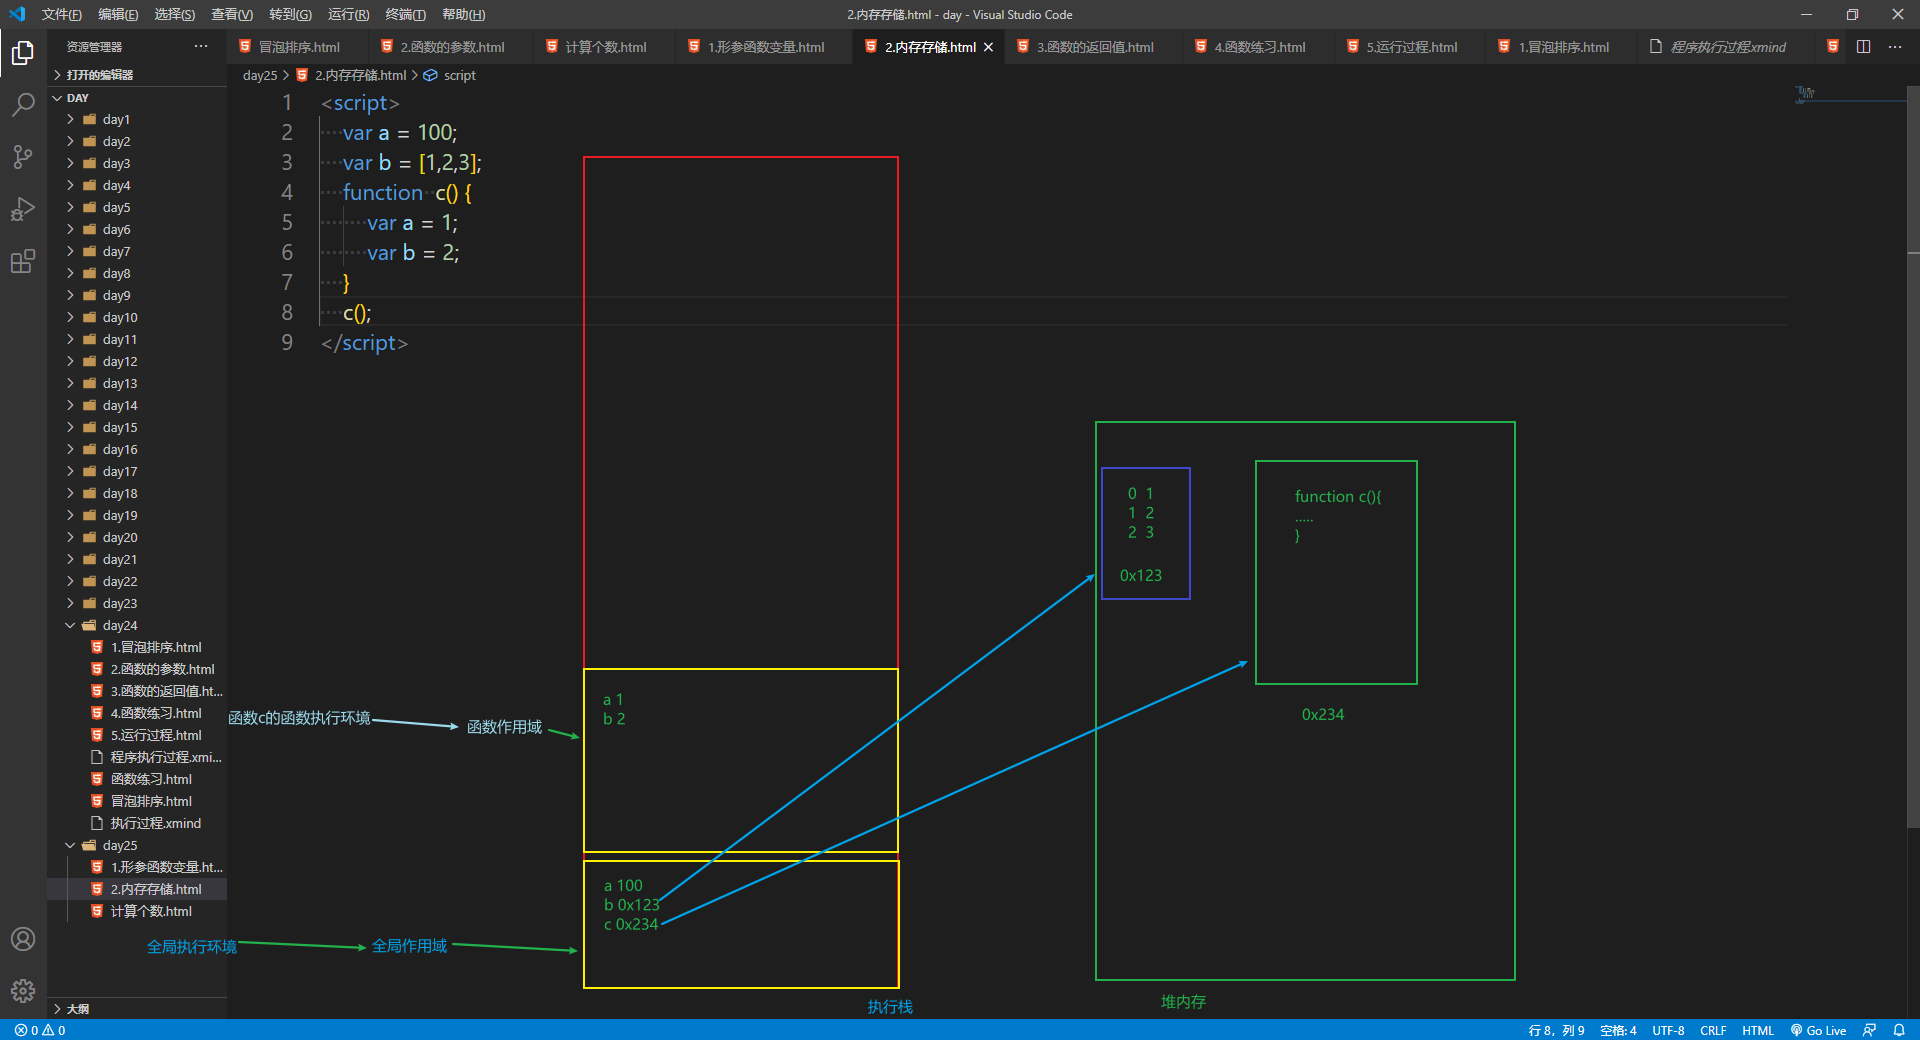 文件(F) 编辑(E) 选择(S) 查看(V) 转到(G) 运行(R) 终端(T) 帮助(H)
2.内存存储.html - day - Visual Studio Code
资源管理器
冒泡排序.html
2.函数的参数.html
计算个数.html
1.形参函数变量.html
2.内存存储.html
3.函数的返回值.html
4.函数练习.html
5.运行过程.html
1.冒泡排序.html
程序执行过程.xmind
打开的编辑器
day25 > 2.内存存储.html > script
DAY
day1
day2
day3
day4
day5
day6
day7
day8
day9
day10
day11
day12
day13
day14
day15
day16
day17
day18
day19
day20
day21
day22
day23
day24
1.冒泡排序.html
2.函数的参数.html
3.函数的返回值.ht...
4.函数练习.html
5.运行过程.html
程序执行过程.xmi...
函数练习.html
冒泡排序.html
执行过程.xmind
day25
1.形参函数变量.ht...
2.内存存储.html
计算个数.html
大纲
1 <script>
2 ····var a = 100;
3 ····var b = [1,2,3];
4 ····function··c() {
5 ········var a = 1;
6 ········var b = 2;
7 ····}
8 ····c();
9 </script>
0 1
1 2
2 3
0x123
function c(){
.....
}
0x234
a 1
b 2
函数c的函数执行环境
函数作用域
a 100
b 0x123
c 0x234
全局执行环境
全局作用域
执行栈
堆内存
0 0
行 8，列 9 空格: 4 UTF-8 CRLF HTML Go Live